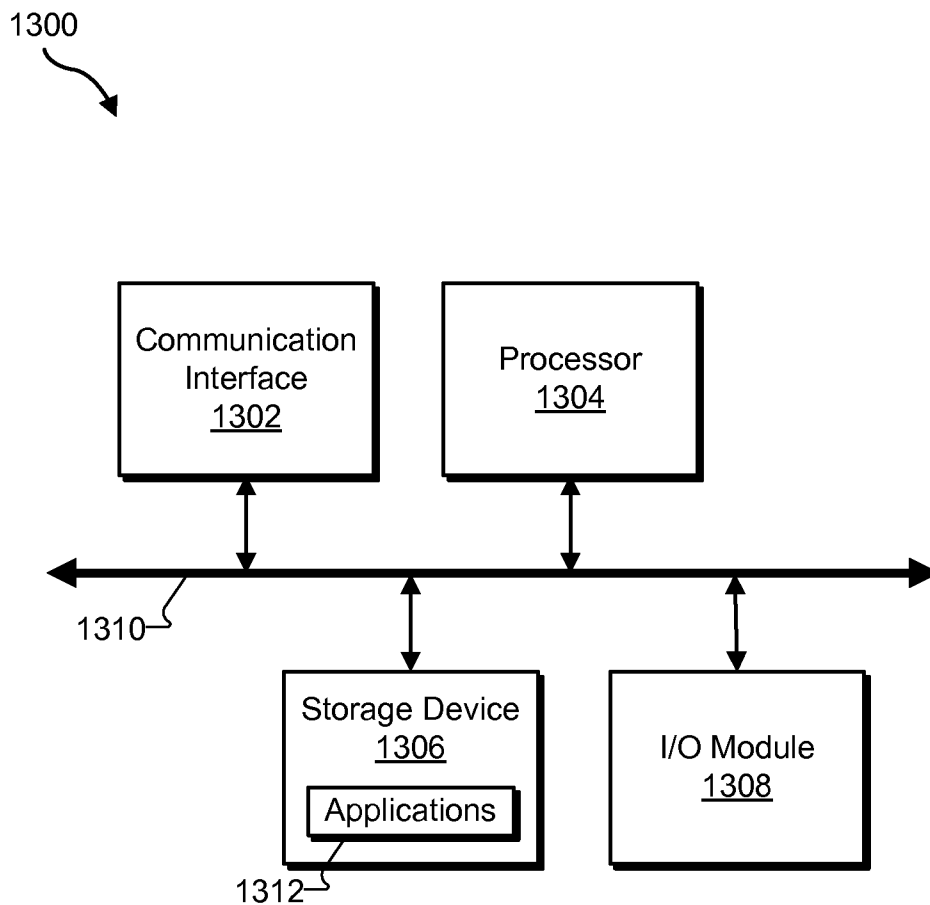 1300
Communication
Interface
1302
Processor
1304
1310
Storage Device
1306
Applications
1312
I/O Module
1308